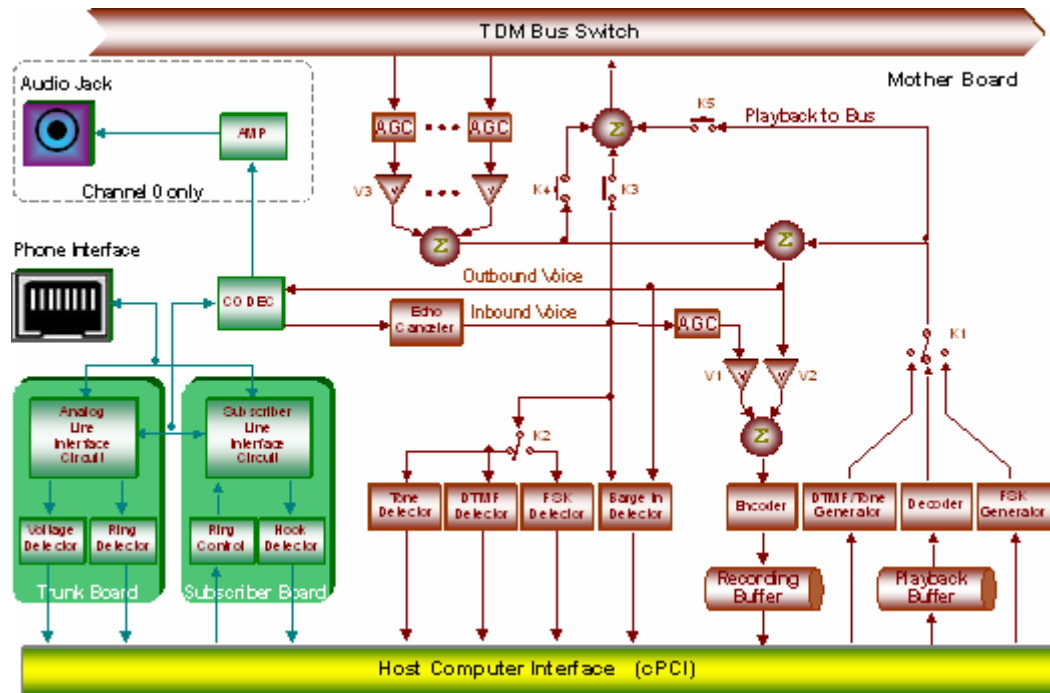 TDM Bus Switch
Audio Jack
Mother Board
AMP
AGC
AGC
K5
Playback to Bus
Σ
Channel 0 only
V3
V
V
K4
K3
Σ
Σ
Phone Interface
Outbound Voice
CODEC
Echo
Canceler
Inbound Voice
AGC
K1
V1
V
V
V2
Analog
Line
Interface
Circuit
Subscriber
Line
Interface
Circuit
K2
Σ
Voltage
Detector
Ring
Detector
Ring
Control
Hook
Detector
Tone
Detector
DTMF
Detector
FSK
Detector
Barge In
Detector
Encoder
DTMF/Tone
Generator
Decoder
FSK
Generator
Trunk Board
Subscriber Board
Recording
Buffer
Playback
Buffer
Host Computer Interface (cPCI)